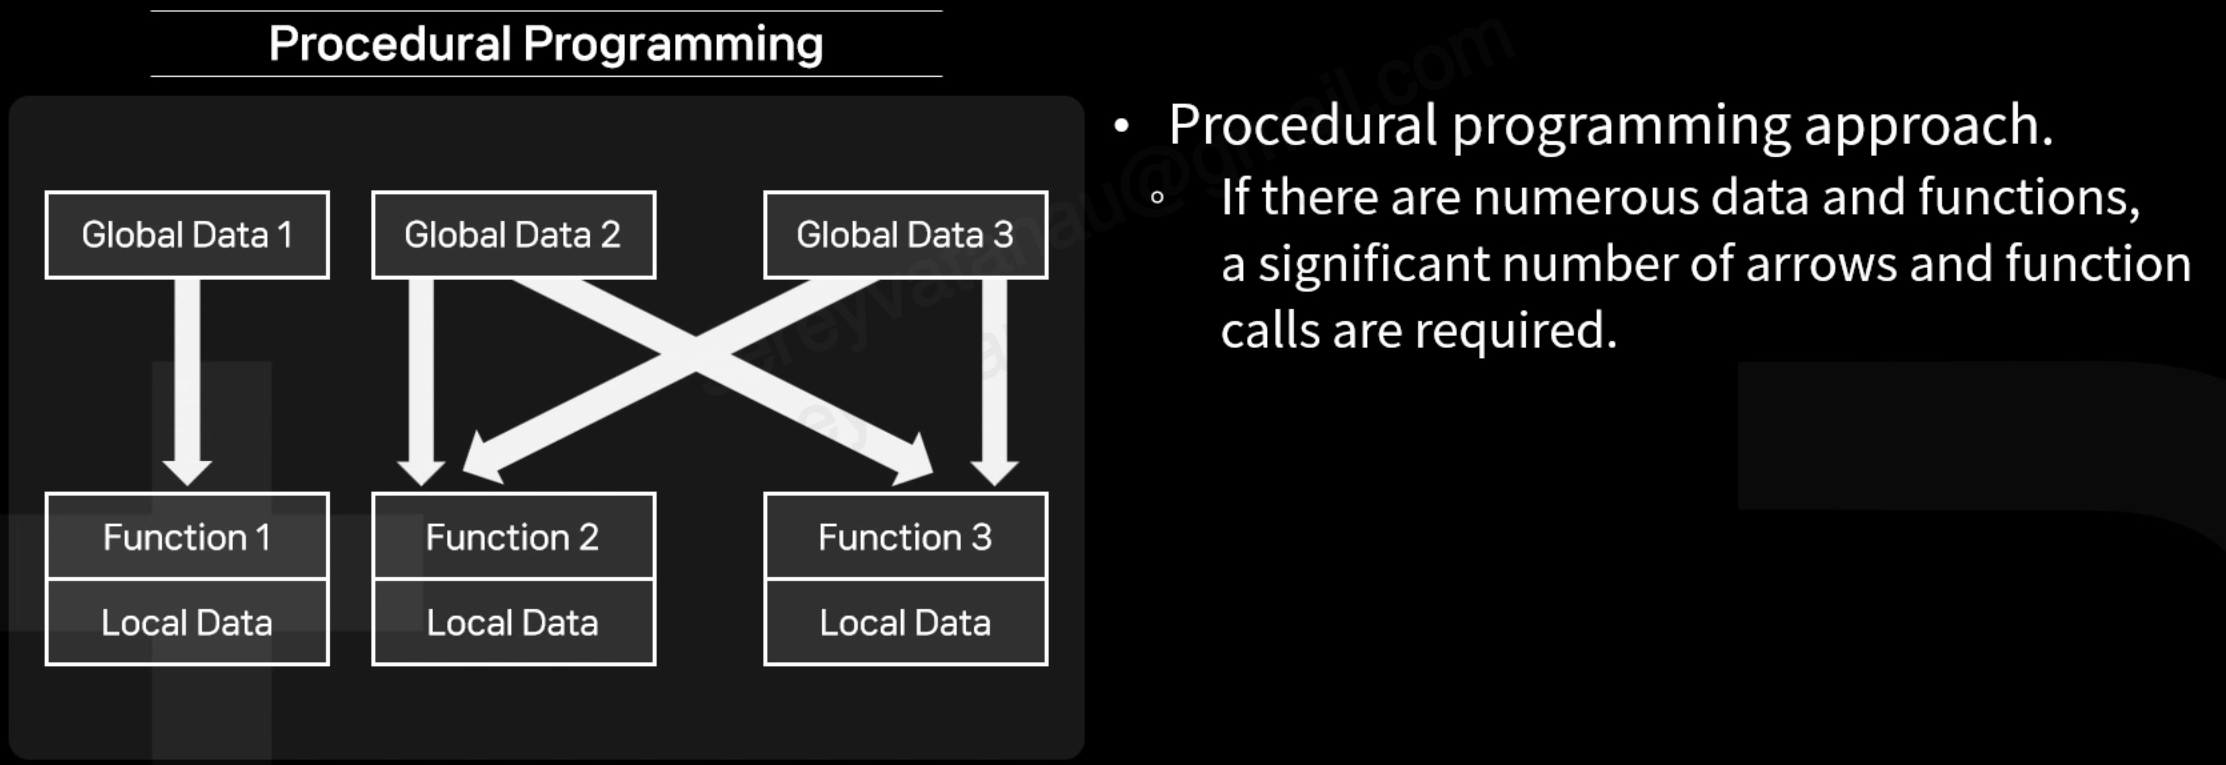 Procedural Programming
Global Data 1
Global Data 2
Global Data 3
Function 1
Local Data
Function 2
Local Data
Function 3
Local Data
• Procedural programming approach.
◦ If there are numerous data and functions,
a significant number of arrows and function
calls are required.